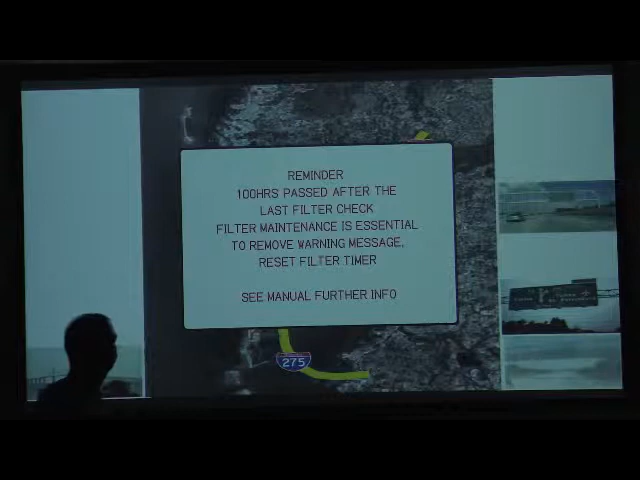 REMINDER
100HRS PASSED AFTER THE
LAST FILTER CHECK
FILTER MAINTENANCE IS ESSENTIAL
TO REMOVE WARNING MESSAGE,
RESET FILTER TIMER
SEE MANUAL FURTHER INFO
275